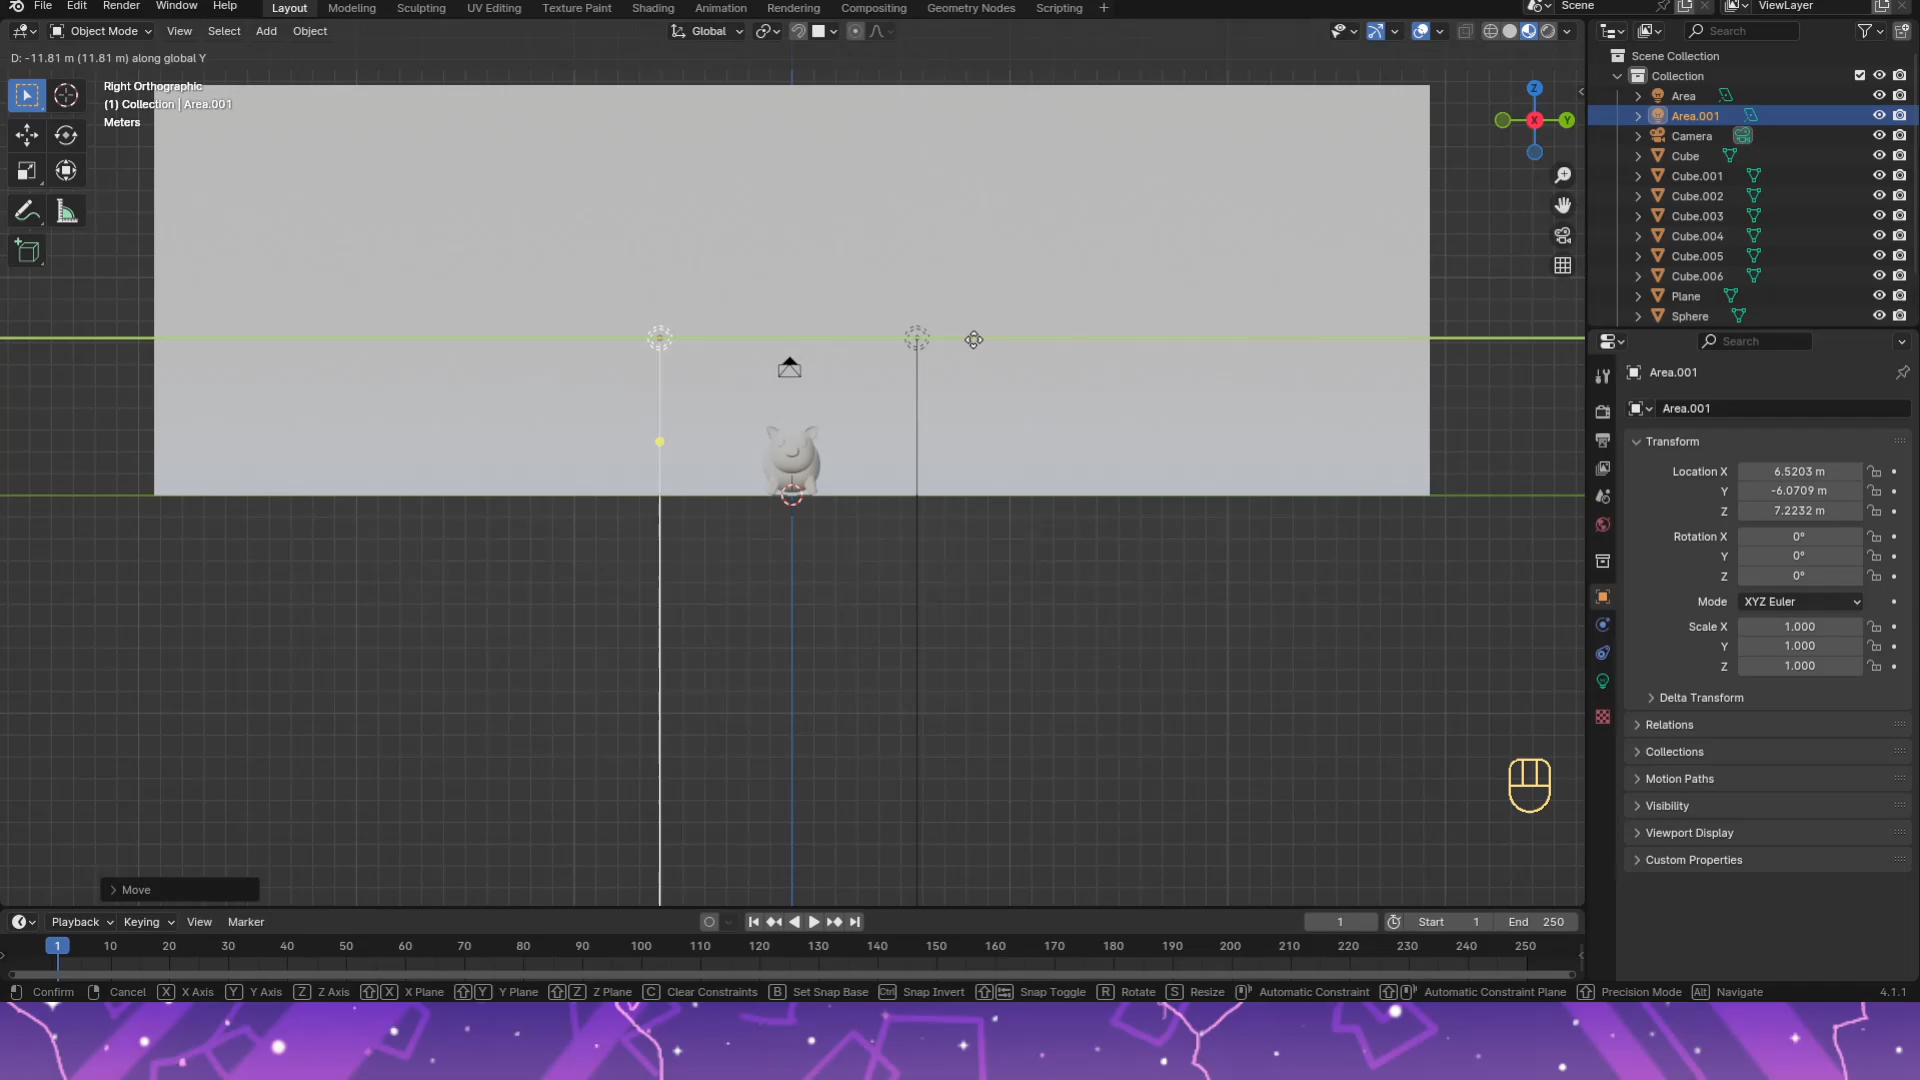 File Edit Render Window Help Layout Modeling Sculpting UV Editing Texture Paint Shading Animation Rendering Compositing Geometry Nodes Scripting + Scene ViewLayer
Object Mode View Select Add Object Global Search
D: -11.81 m (11.81 m) along global Y
Right Orthographic
(1) Collection | Area.001
Meters
Z
Y
X
Scene Collection
Collection
Area
Area.001
Camera
Cube
Cube.001
Cube.002
Cube.003
Cube.004
Cube.005
Cube.006
Plane
Sphere
Search
Area.001
Area.001
Transform
Location X 6.5203 m
Y -6.0709 m
Z 7.2232 m
Rotation X 0°
Y 0°
Z 0°
Mode XYZ Euler
Scale X 1.000
Y 1.000
Z 1.000
Delta Transform
Relations
Collections
Motion Paths
Visibility
Viewport Display
Custom Properties
Move
Playback Keying View Marker 1 Start 1 End 250
1 10 20 30 40 50 60 70 80 90 100 110 120 130 140 150 160 170 180 190 200 210 220 230 240 250
Confirm Cancel X X Axis Y Y Axis Z Z Axis X X Plane Y Y Plane Z Z Plane C Clear Constraints B Set Snap Base Ctrl Snap Invert Snap Toggle R Rotate S Resize Automatic Constraint Automatic Constraint Plane Precision Mode Alt Navigate 4.1.1